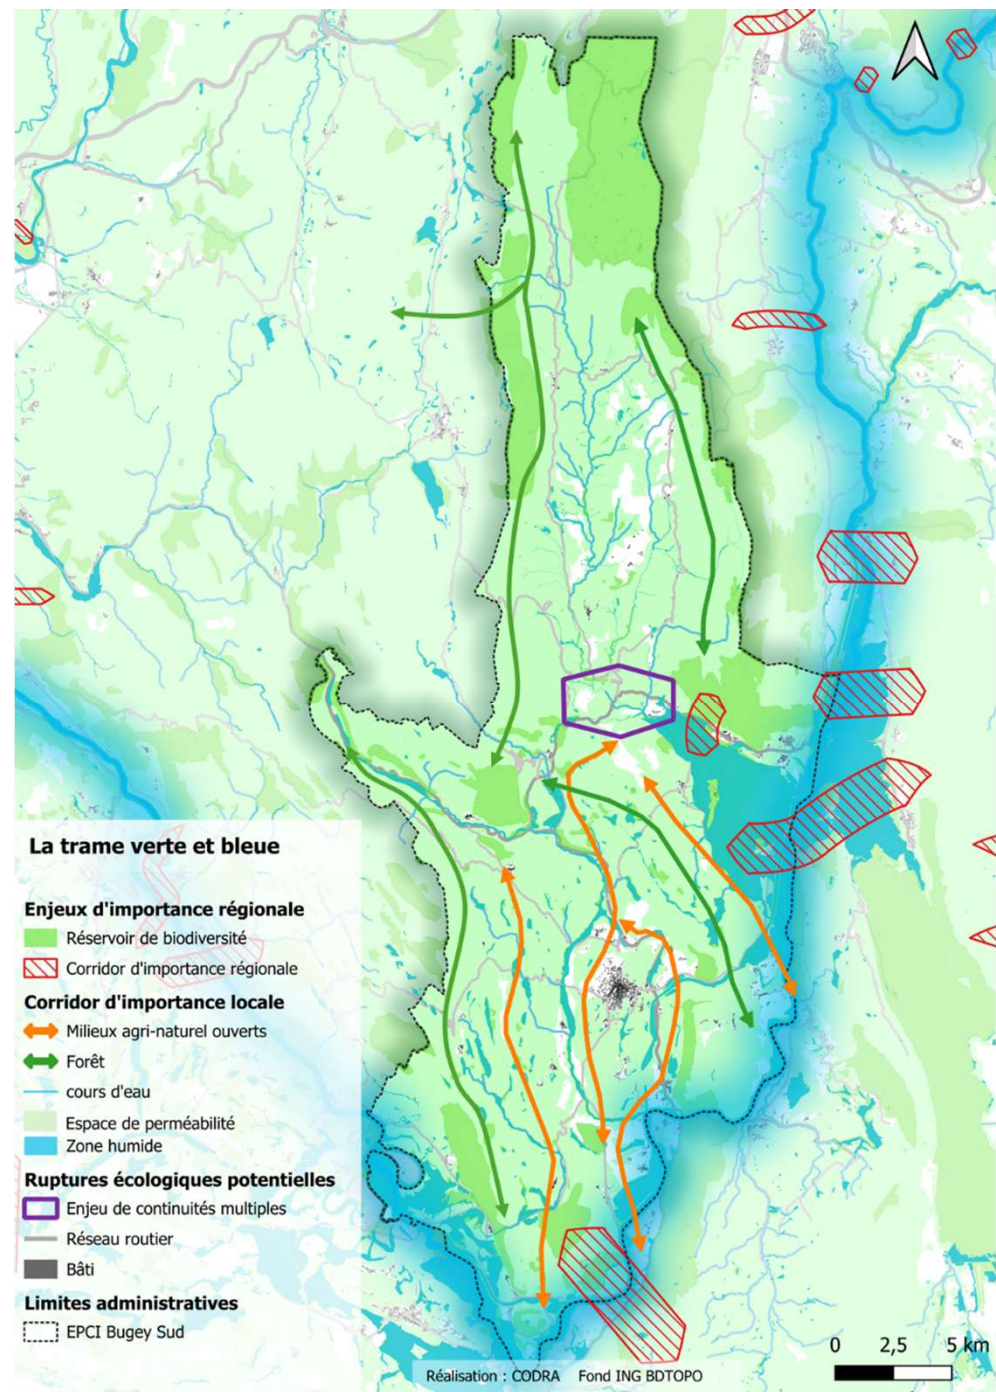 La trame verte et bleue
Enjeux d'importance régionale
Réservoir de biodiversité
Corridor d'importance régionale
Corridor d'importance locale
Milieux agri-naturel ouverts
Forêt
cours d'eau
Espace de perméabilité
Zone humide
Ruptures écologiques potentielles
Enjeu de continuités multiples
Réseau routier
Bâti
Limites administratives
EPCI Bugey Sud
0 2,5 5 km
Réalisation : CODRA Fond ING BDTOPO